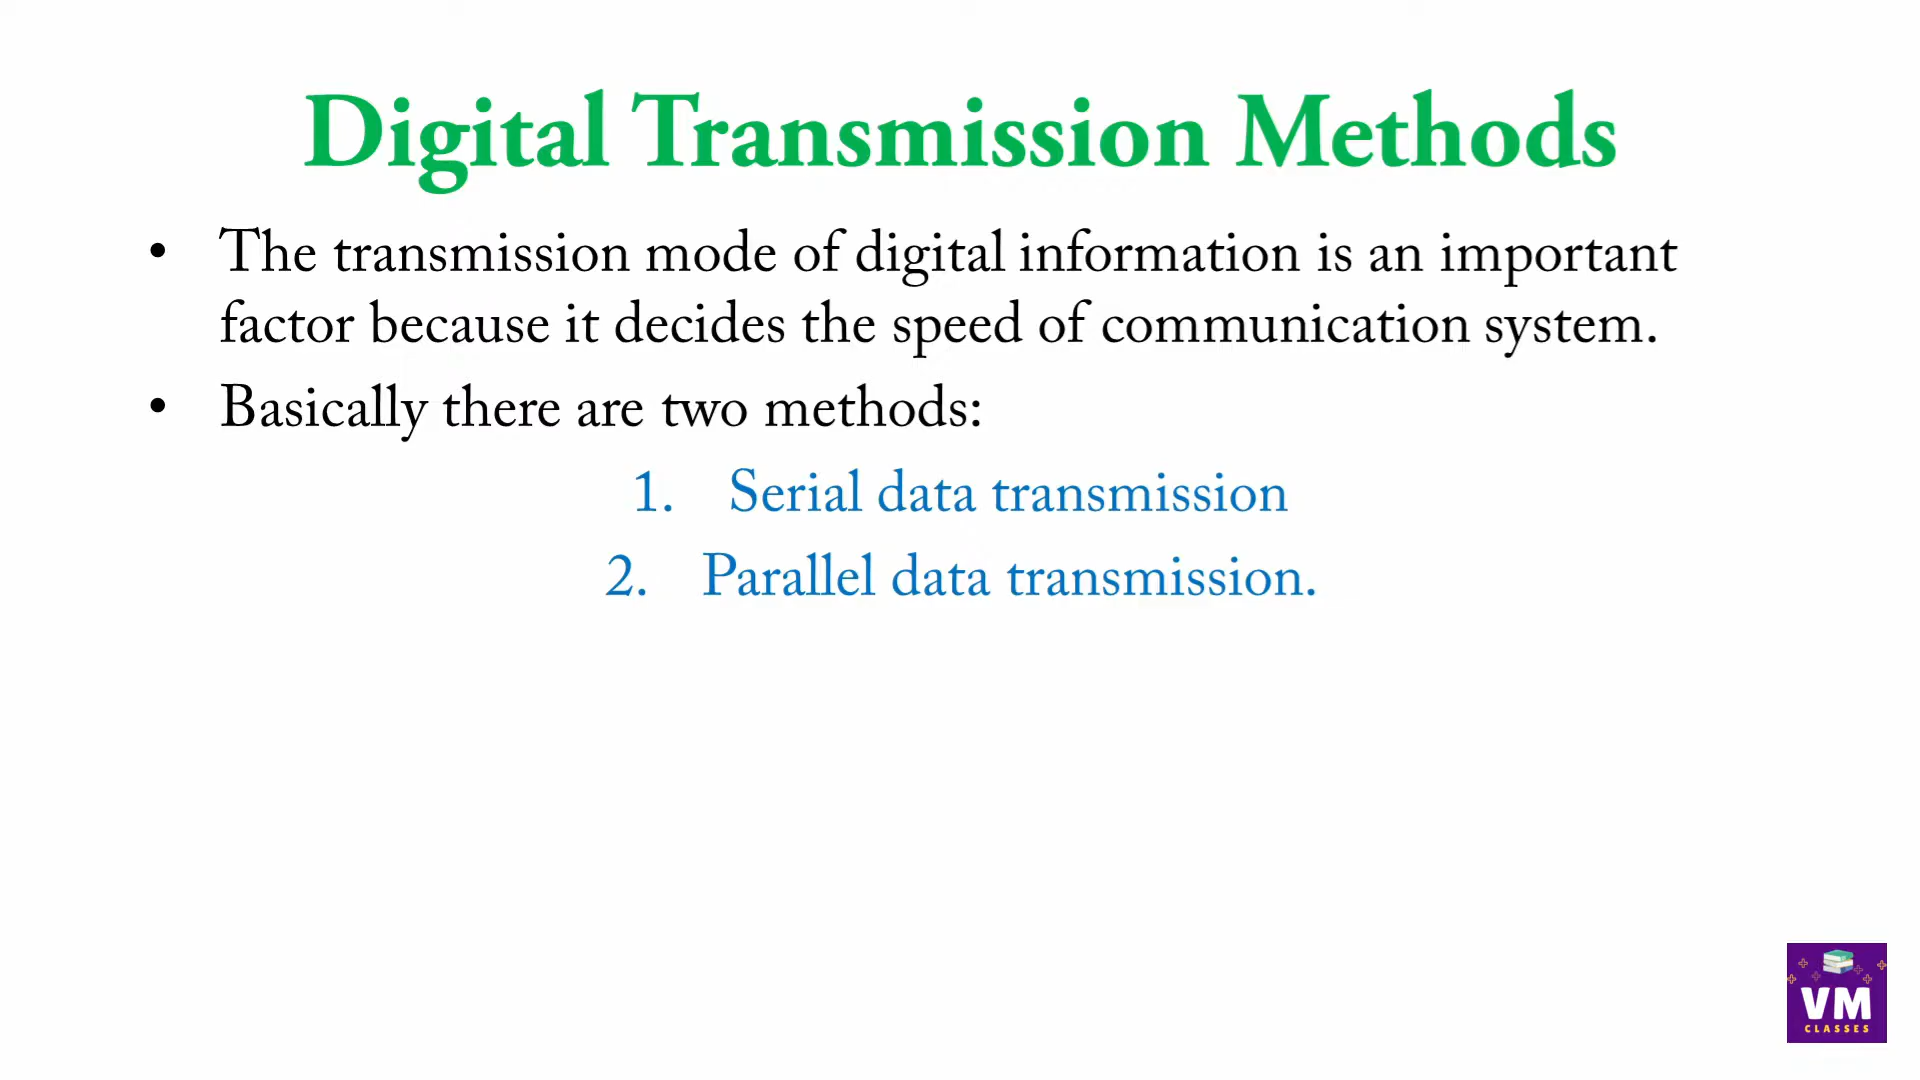 Digital Transmission Methods
• The transmission mode of digital information is an important
factor because it decides the speed of communication system.
• Basically there are two methods:
1. Serial data transmission
2. Parallel data transmission.
VM
CLASSES